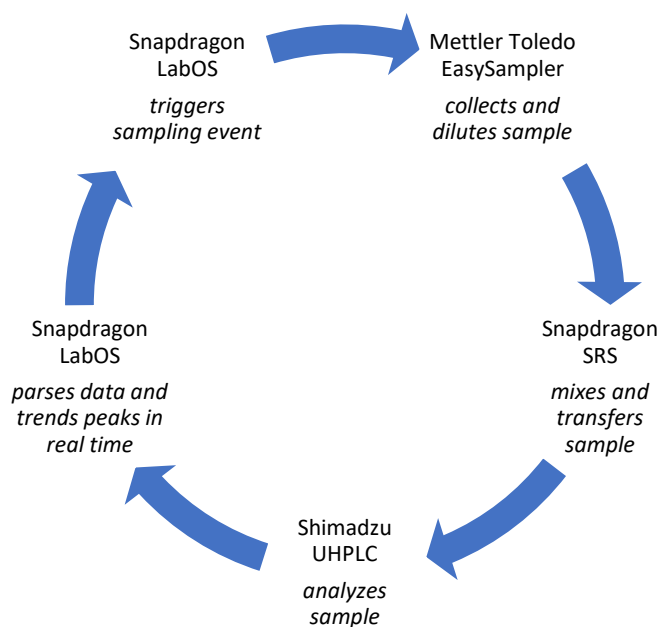 Snapdragon
LabOS
triggers
sampling event
Mettler Toledo
EasySampler
collects and
dilutes sample
Snapdragon
SRS
mixes and
transfers
sample
Shimadzu
UHPLC
analyzes
sample
Snapdragon
LabOS
parses data and
trends peaks in
real time